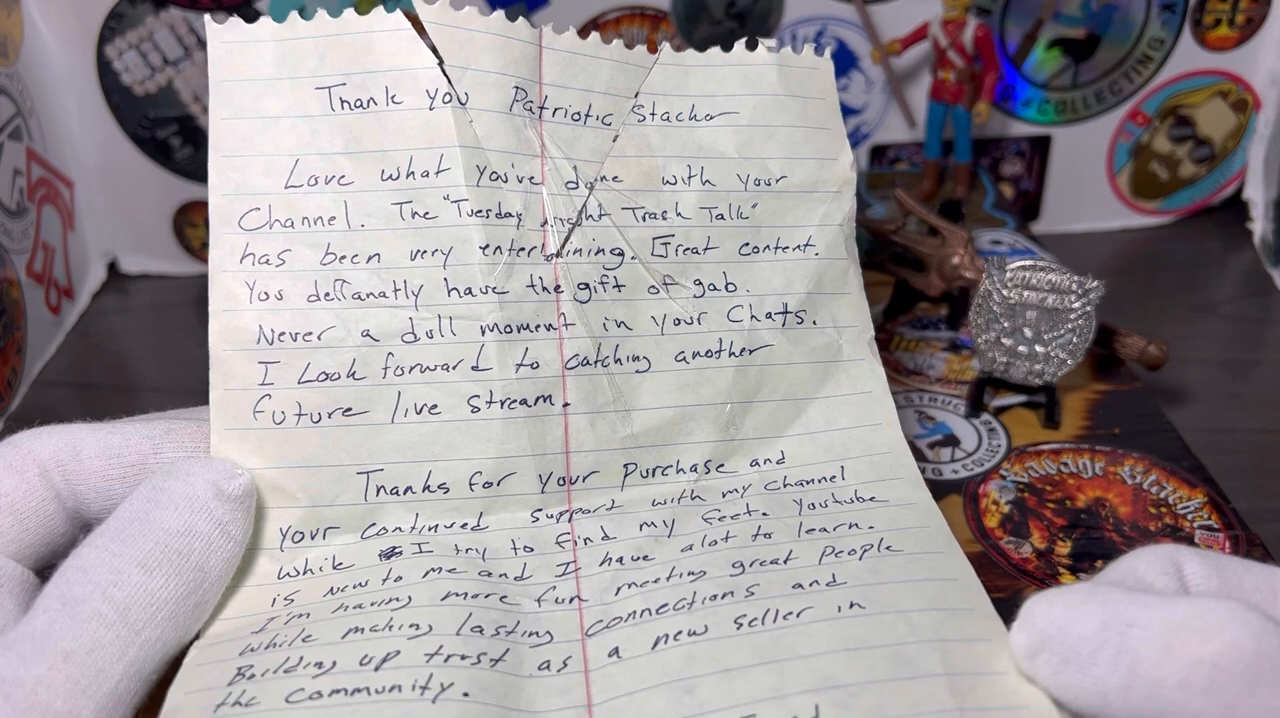 Thank you Patriotic Stacker
Love what you've done with your
Channel. The "Tuesday night Trash Talk"
has been very entertaining. Great content.
You deffanatly have the gift of gab.
Never a dull moment in your Chats.
I Look forward to catching another
future live stream.
Thanks for your Purchase and
your continued support with my channel
while I try to find my feet. Youtube
is new to me and I have alot to learn.
I'm having more fun meeting great people
while making lasting connections and
Building up trust as a new seller in
the community.
+COLLECTING
Savage Stacker